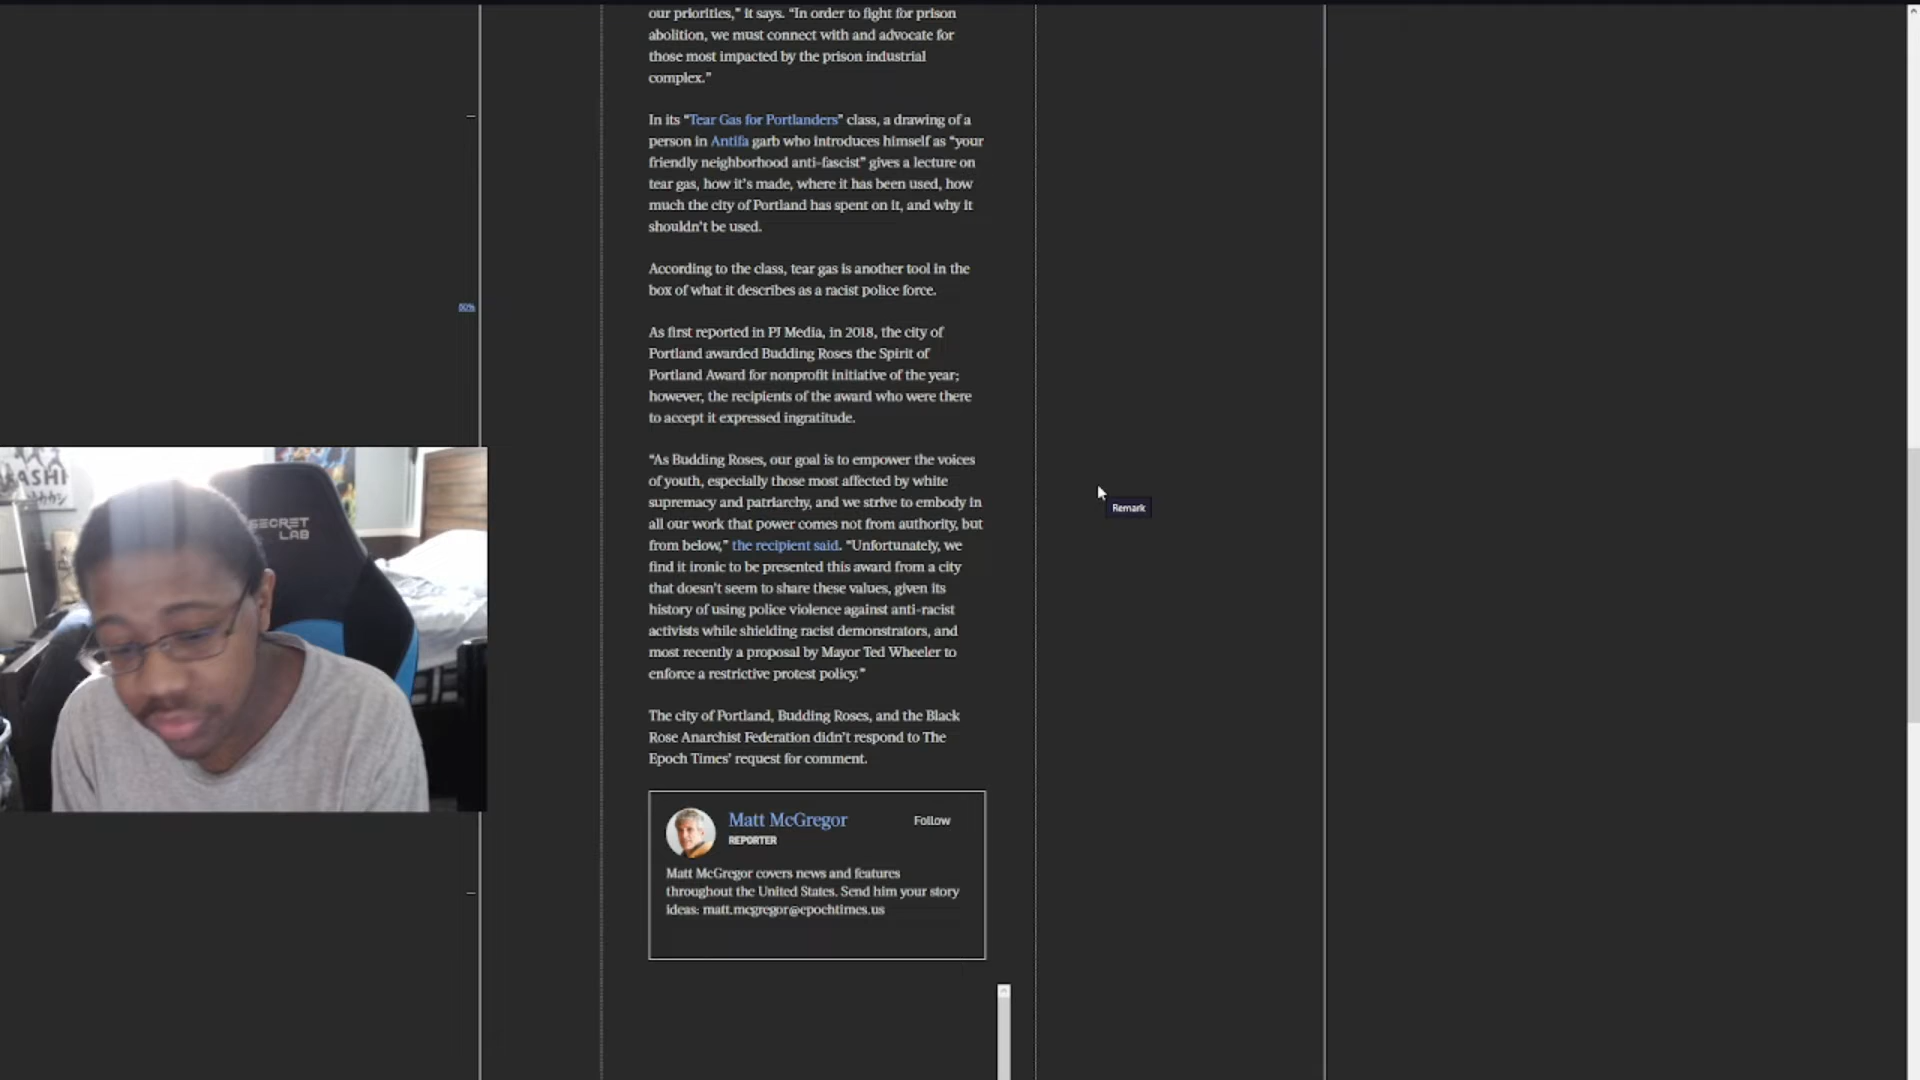 our priorities,” it says. “In order to fight for prison
abolition, we must connect with and advocate for
those most impacted by the prison industrial
complex.”
In its “Tear Gas for Portlanders” class, a drawing of a
person in Antifa garb who introduces himself as “your
friendly neighborhood anti-fascist” gives a lecture on
tear gas, how it’s made, where it has been used, how
much the city of Portland has spent on it, and why it
shouldn’t be used.
According to the class, tear gas is another tool in the
box of what it describes as a racist police force.
60%
As first reported in PJ Media, in 2018, the city of
Portland awarded Budding Roses the Spirit of
Portland Award for nonprofit initiative of the year;
however, the recipients of the award who were there
to accept it expressed ingratitude.
“As Budding Roses, our goal is to empower the voices
of youth, especially those most affected by white
supremacy and patriarchy, and we strive to embody in
all our work that power comes not from authority, but
from below,” the recipient said. “Unfortunately, we
find it ironic to be presented this award from a city
that doesn’t seem to share these values, given its
history of using police violence against anti-racist
activists while shielding racist demonstrators, and
most recently a proposal by Mayor Ted Wheeler to
enforce a restrictive protest policy.”
Remark
ASHI
SECRET
LAB
The city of Portland, Budding Roses, and the Black
Rose Anarchist Federation didn’t respond to The
Epoch Times’ request for comment.
Matt McGregor
Follow
REPORTER
Matt McGregor covers news and features
throughout the United States. Send him your story
ideas: matt.mcgregor@epochtimes.us